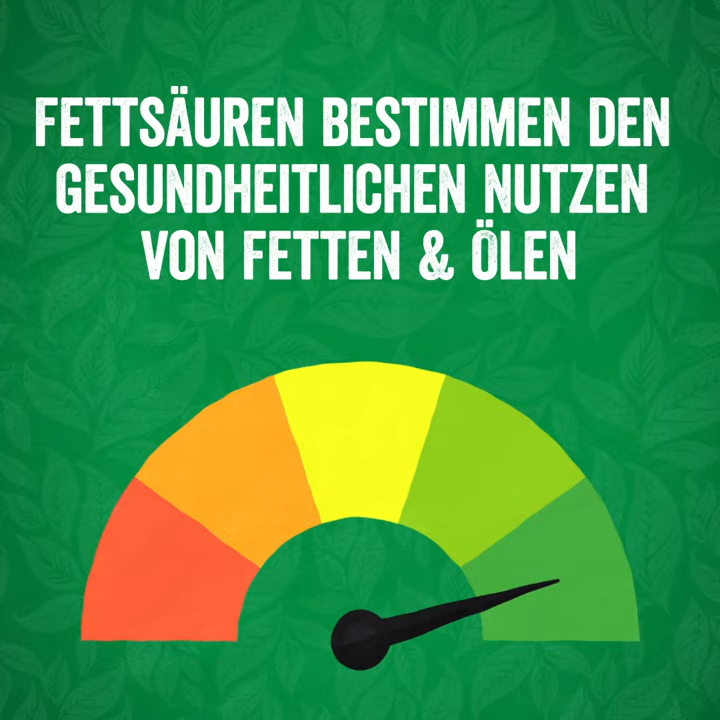 FETTSÄUREN BESTIMMEN DEN
GESUNDHEITLICHEN NUTZEN
VON FETTEN & ÖLEN